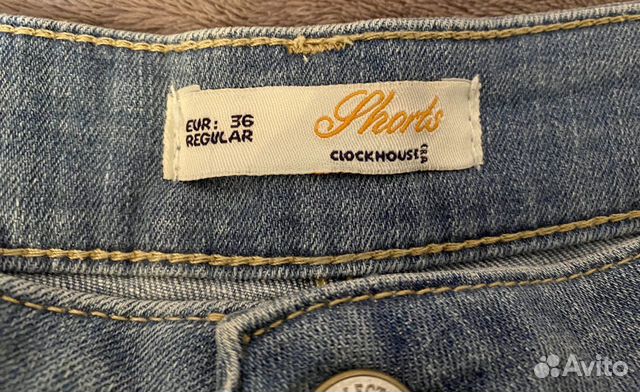 EUR: 36
REGULAR
Shorts
CLOCKHOUSE
C&A
Avito